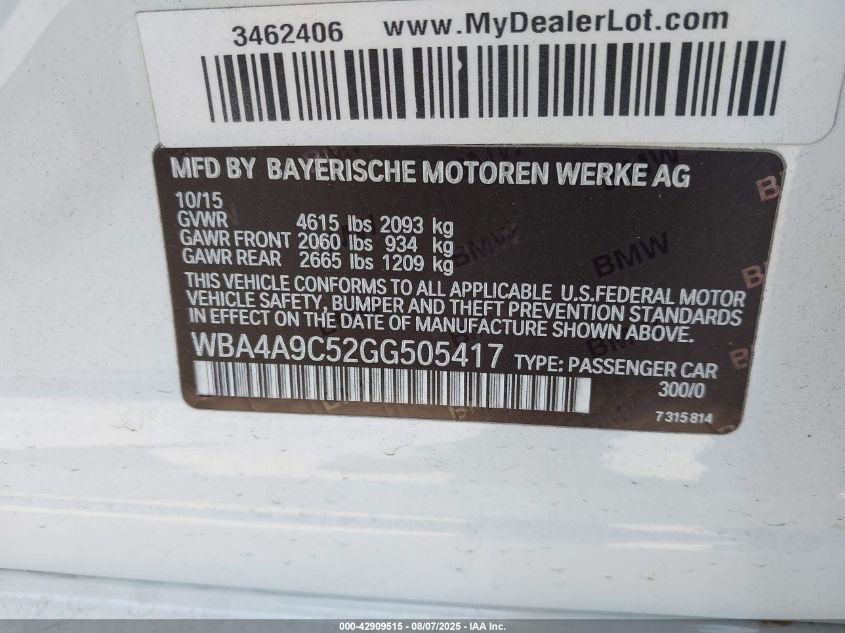 3462406 www.MyDealerLot.com
MFD BY BAYERISCHE MOTOREN WERKE AG
10/15
GVWR 4615 lbs 2093 kg
GAWR FRONT 2060 lbs 934 kg
GAWR REAR 2665 lbs 1209 kg
THIS VEHICLE CONFORMS TO ALL APPLICABLE U.S.FEDERAL MOTOR
VEHICLE SAFETY, BUMPER AND THEFT PREVENTION STANDARDS
IN EFFECT ON THE DATE OF MANUFACTURE SHOWN ABOVE.
WBA4A9C52GG505417 TYPE: PASSENGER CAR
300/0
7 315 814
BMW
BMW
000-42909515 - 08/07/2025 - IAA Inc.